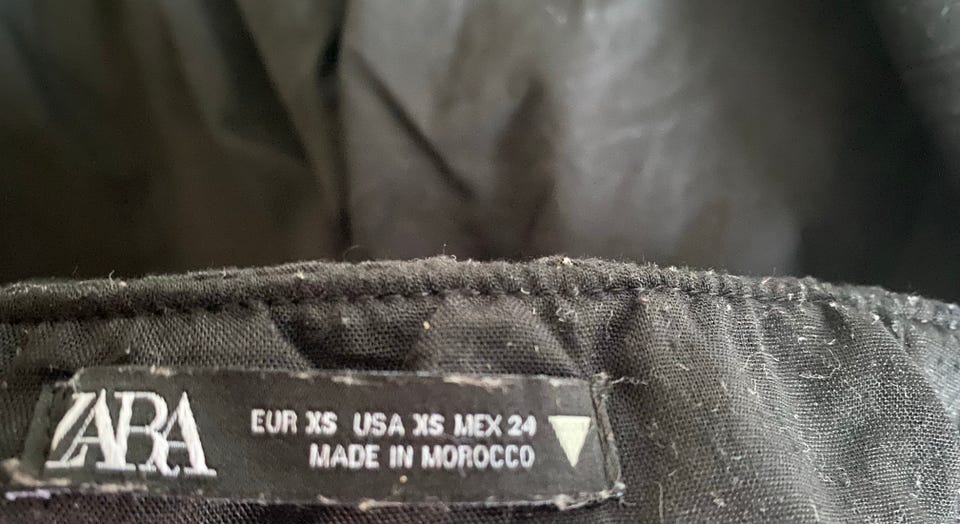 ZARA
EUR XS USA XS MEX 24
MADE IN MOROCCO